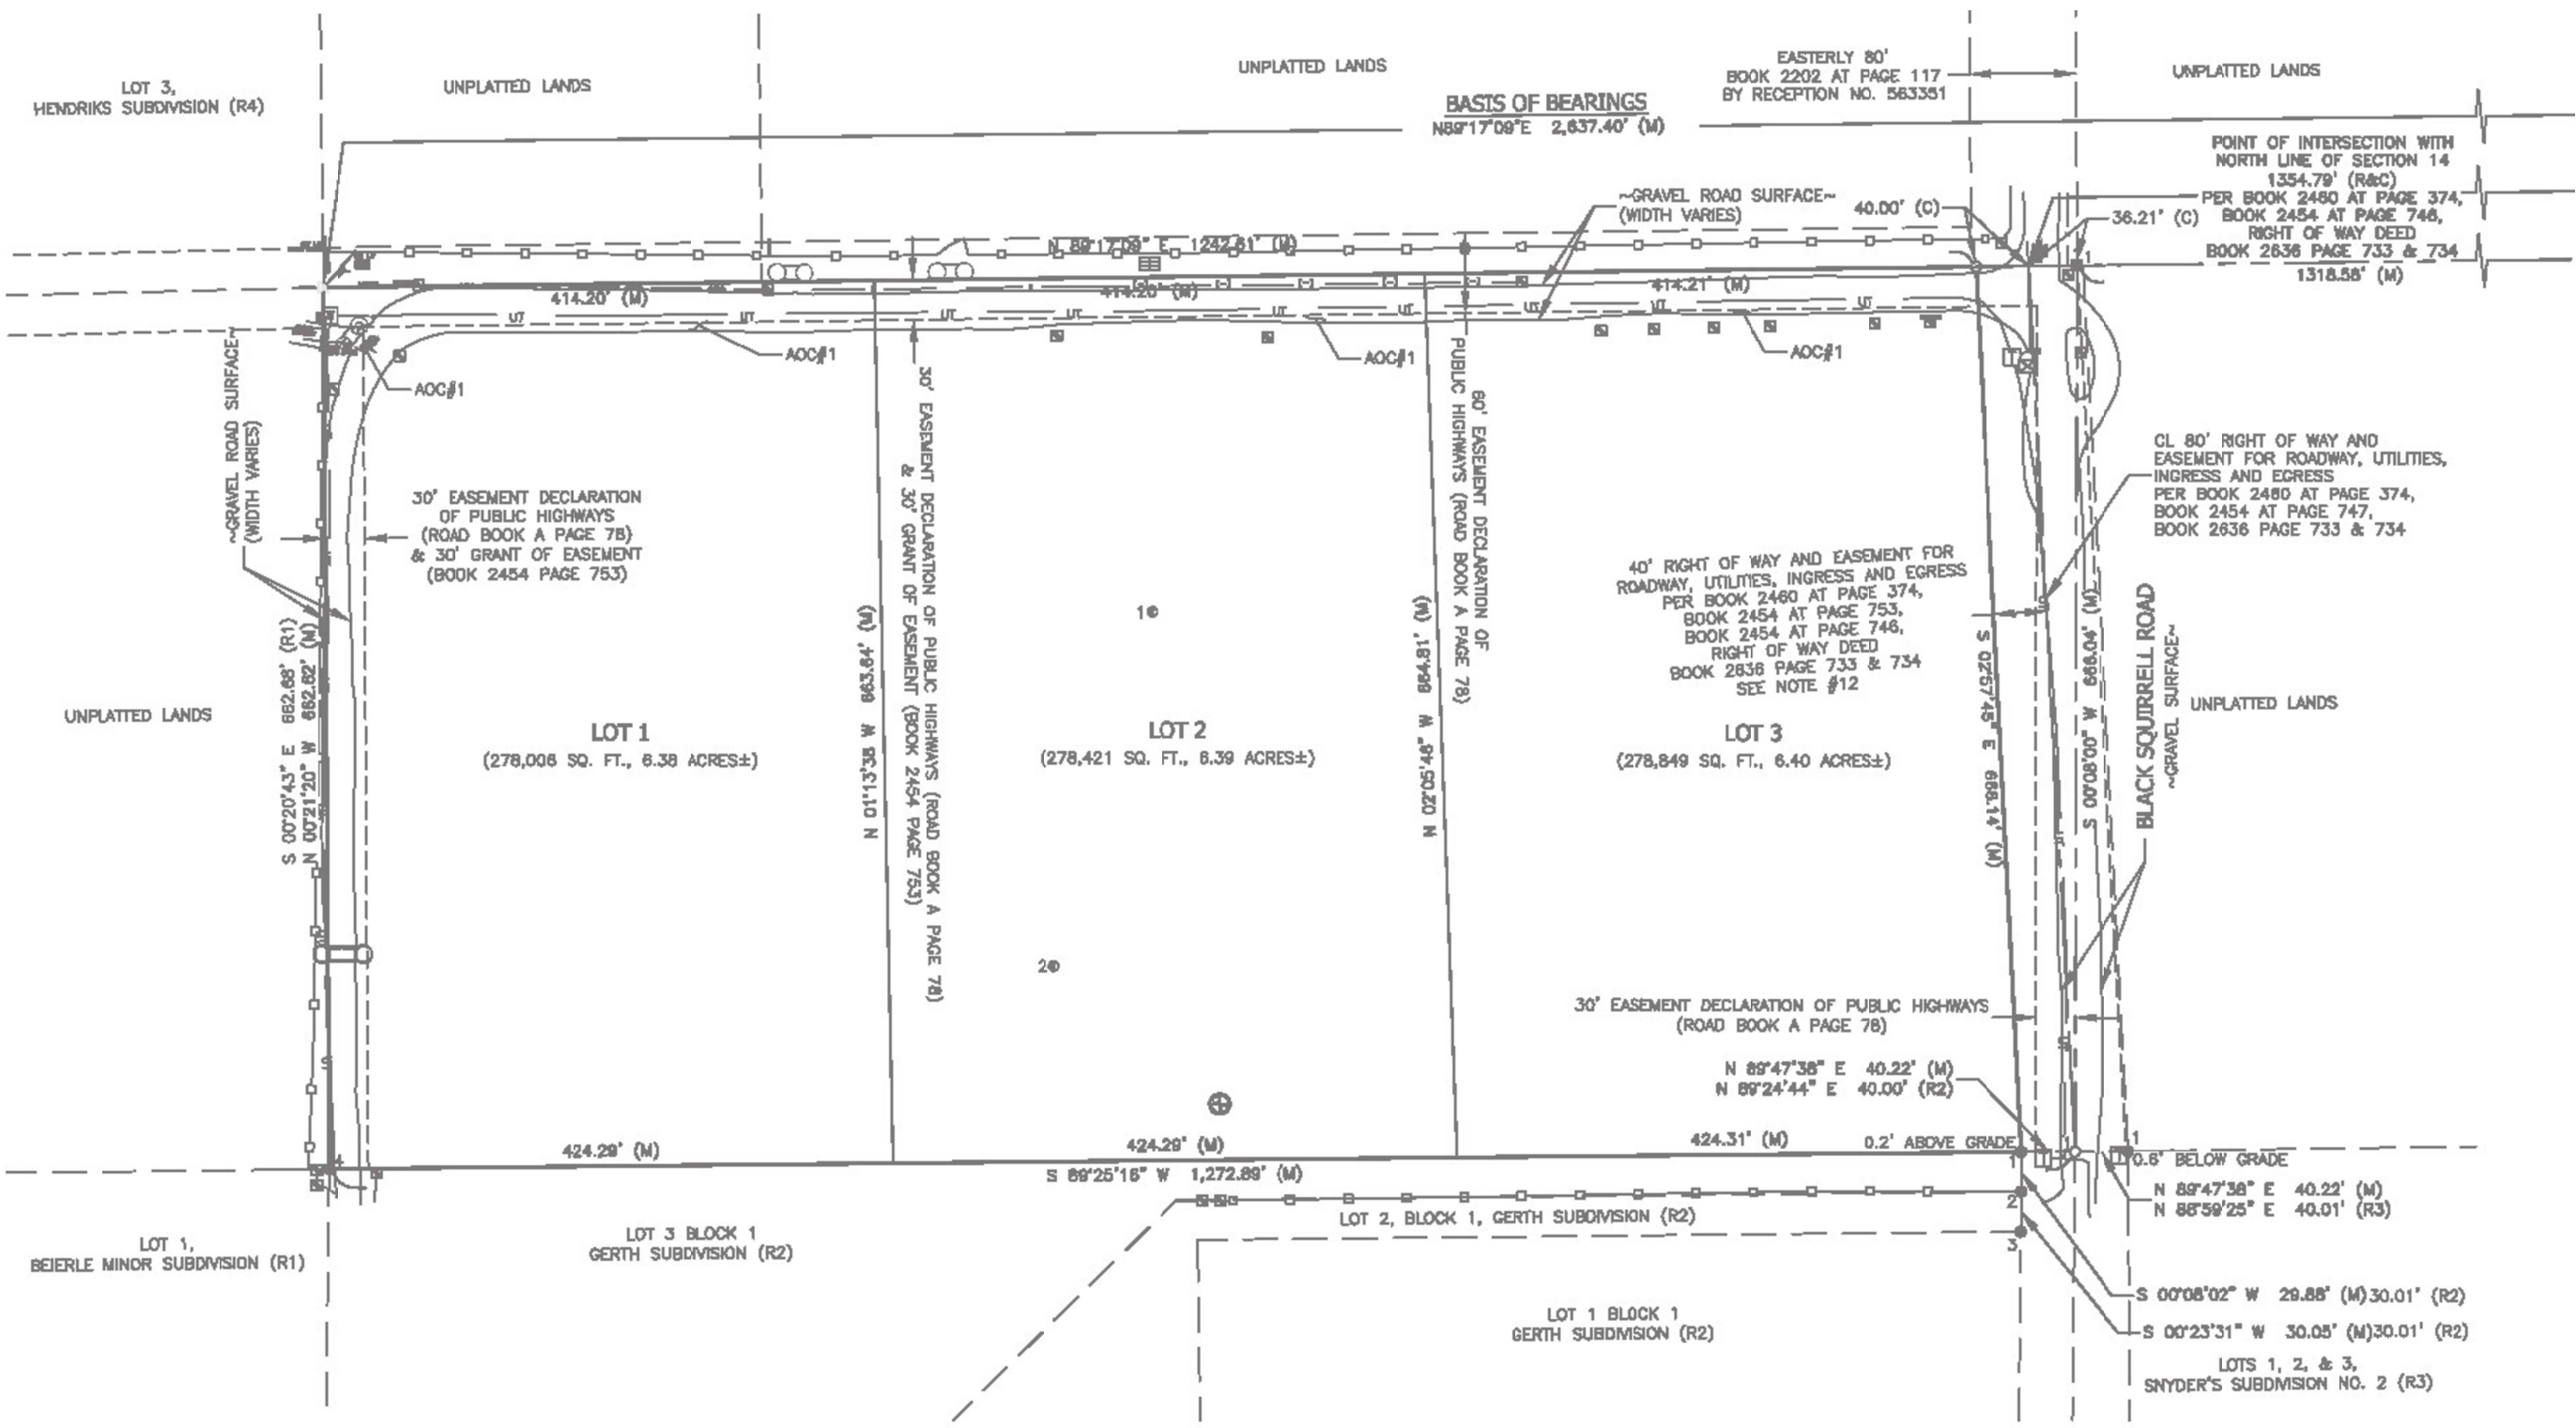 LOT 3,
HENDRIKS SUBDIVISION (R4)
UNPLATTED LANDS
UNPLATTED LANDS
EASTERLY 80'
BOOK 2202 AT PAGE 117
BY RECEPTION NO. 563351
UNPLATTED LANDS
BASIS OF BEARINGS
N89°17'09"E 2,637.40' (M)
POINT OF INTERSECTION WITH
NORTH LINE OF SECTION 14
1354.79' (R&C)
PER BOOK 2460 AT PAGE 374,
BOOK 2454 AT PAGE 746,
RIGHT OF WAY DEED
BOOK 2636 PAGE 733 & 734
1318.58' (M)
~GRAVEL ROAD SURFACE~
(WIDTH VARIES)
40.00' (C)
36.21' (C)
1
N 89°17'09" E 1242.61' (M)
414.20' (M)
414.20' (M)
414.21' (M)
UT UT UT UT UT UT UT UT
AOC#1
AOC#1
AOC#1
AOC#1
~GRAVEL ROAD SURFACE~
(WIDTH VARIES)
30' EASEMENT DECLARATION
OF PUBLIC HIGHWAYS
(ROAD BOOK A PAGE 78)
& 30' GRANT OF EASEMENT
(BOOK 2454 PAGE 753)
30' EASEMENT DECLARATION OF PUBLIC HIGHWAYS (ROAD BOOK A PAGE 78)
& 30' GRANT OF EASEMENT (BOOK 2454 PAGE 753)
60' EASEMENT DECLARATION OF
PUBLIC HIGHWAYS (ROAD BOOK A PAGE 78)
CL 80' RIGHT OF WAY AND
EASEMENT FOR ROADWAY, UTILITIES,
INGRESS AND EGRESS
PER BOOK 2460 AT PAGE 374,
BOOK 2454 AT PAGE 747,
BOOK 2636 PAGE 733 & 734
40' RIGHT OF WAY AND EASEMENT FOR
ROADWAY, UTILITIES, INGRESS AND EGRESS
PER BOOK 2460 AT PAGE 374,
BOOK 2454 AT PAGE 753,
BOOK 2454 AT PAGE 746,
RIGHT OF WAY DEED
BOOK 2636 PAGE 733 & 734
SEE NOTE #12
S 00°20'43" E 662.68' (R1)
N 00°21'20" W 662.62' (M)
N 01°13'38" W 663.64' (M)
N 02°05'46" W 664.81' (M)
S 02°57'45" E 666.14' (M)
S 00°08'00" W 666.04' (M)
BLACK SQUIRRELL ROAD
~GRAVEL SURFACE~
1
UNPLATTED LANDS
LOT 1
(278,006 SQ. FT., 6.38 ACRES±)
LOT 2
(278,421 SQ. FT., 6.39 ACRES±)
LOT 3
(278,849 SQ. FT., 6.40 ACRES±)
UNPLATTED LANDS
2
30' EASEMENT DECLARATION OF PUBLIC HIGHWAYS
(ROAD BOOK A PAGE 78)
N 89°47'38" E 40.22' (M)
N 89°24'44" E 40.00' (R2)
424.29' (M)
424.29' (M)
424.31' (M)
0.2' ABOVE GRADE
S 89°25'16" W 1,272.89' (M)
4
1
1
0.6' BELOW GRADE
N 89°47'38" E 40.22' (M)
N 88°59'25" E 40.01' (R3)
2
3
LOT 2, BLOCK 1, GERTH SUBDIVISION (R2)
LOT 1,
BEIERLE MINOR SUBDIVISION (R1)
LOT 3 BLOCK 1
GERTH SUBDIVISION (R2)
LOT 1 BLOCK 1
GERTH SUBDIVISION (R2)
S 00°08'02" W 29.88' (M)30.01' (R2)
S 00°23'31" W 30.05' (M)30.01' (R2)
LOTS 1, 2, & 3,
SNYDER'S SUBDIVISION NO. 2 (R3)